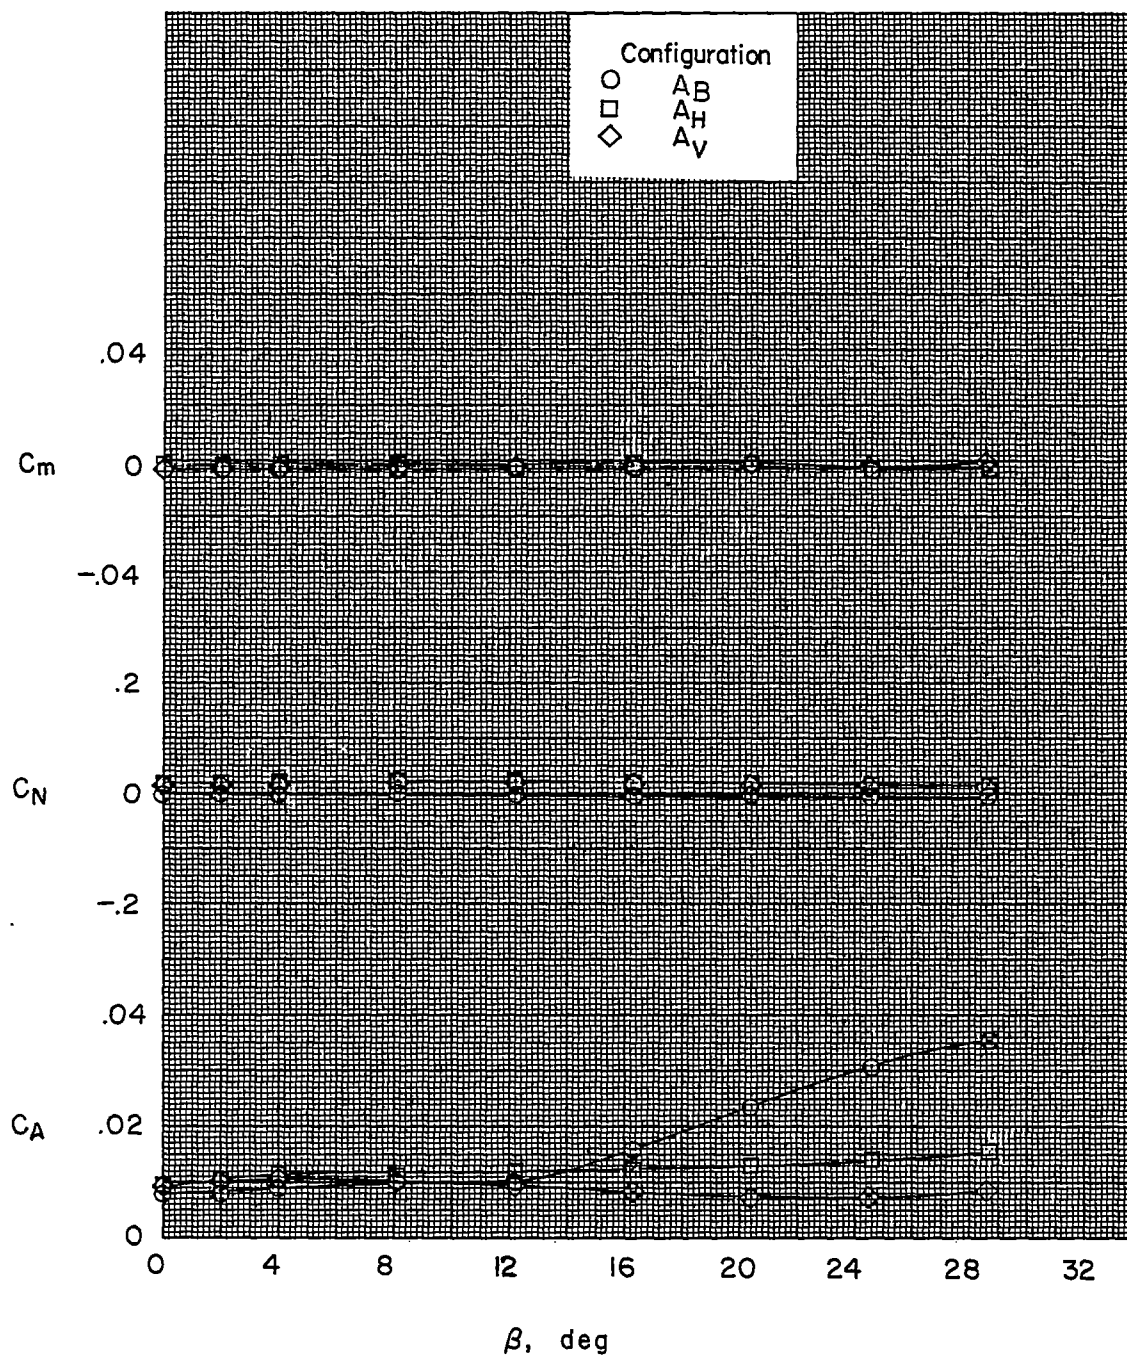 Configuration
A_B
A_H
A_V
.04
C_m 0
-.04
.2
C_N 0
-.2
.04
C_A .02
0
0 4 8 12 16 20 24 28 32
β, deg